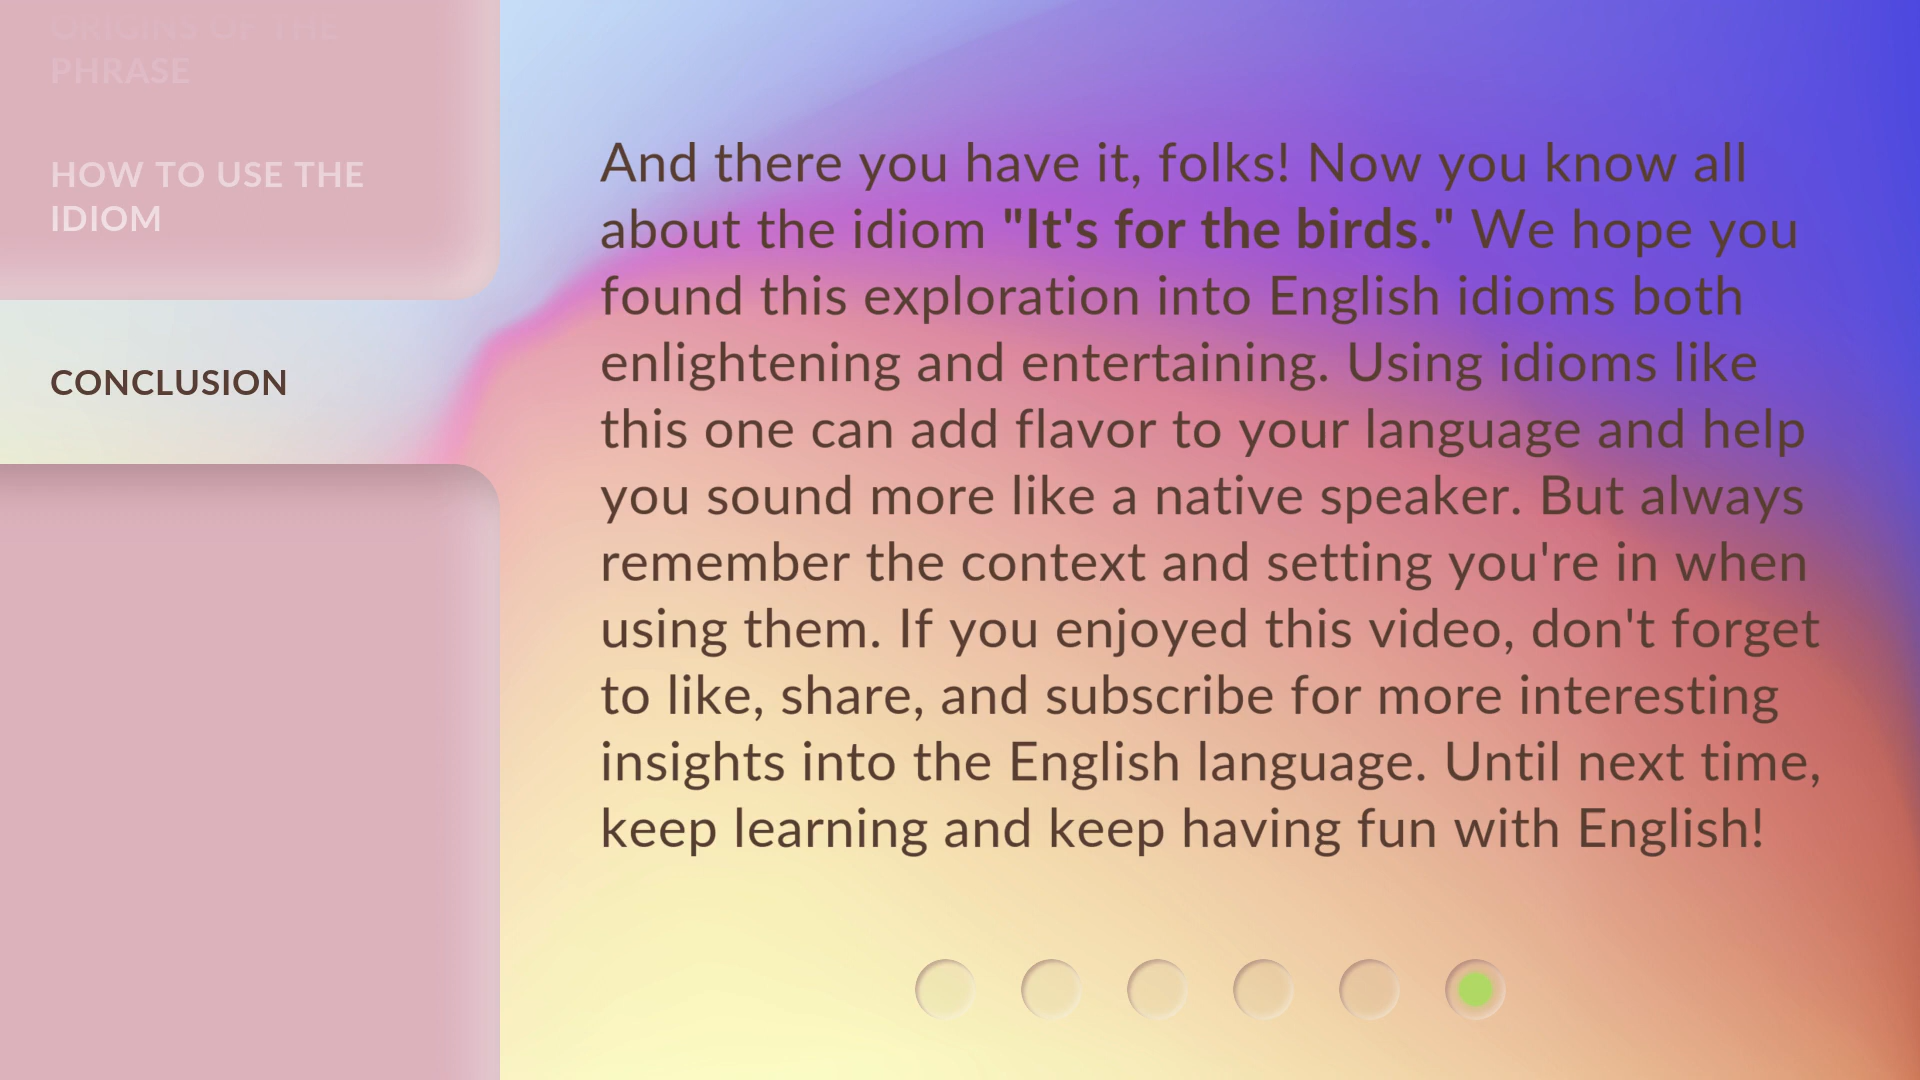 ORIGINS OF THE
PHRASE
HOW TO USE THE
IDIOM
CONCLUSION
And there you have it, folks! Now you know all
about the idiom "It's for the birds." We hope you
found this exploration into English idioms both
enlightening and entertaining. Using idioms like
this one can add flavor to your language and help
you sound more like a native speaker. But always
remember the context and setting you're in when
using them. If you enjoyed this video, don't forget
to like, share, and subscribe for more interesting
insights into the English language. Until next time,
keep learning and keep having fun with English!